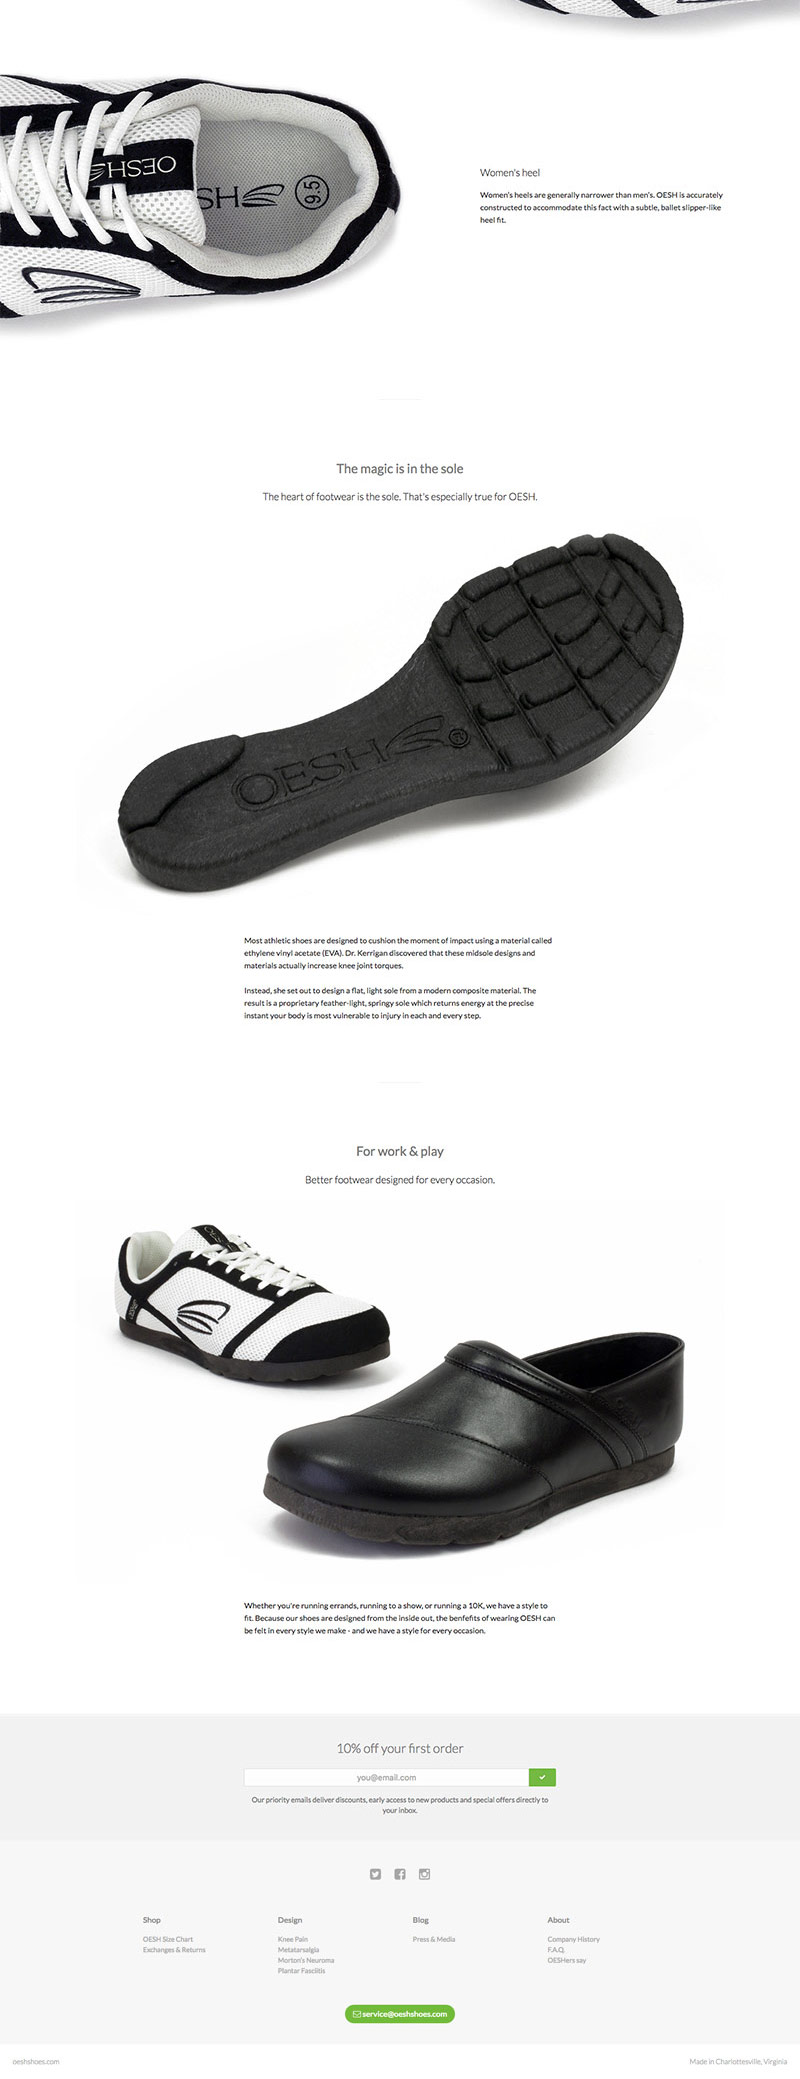 OESH
SH
9.5
Women's heel
Women's heels are generally narrower than men's. OESH is accurately
constructed to accommodate this fact with a subtle, ballet slipper-like
heel fit.
The magic is in the sole
The heart of footwear is the sole. That's especially true for OESH.
OESH
Most athletic shoes are designed to cushion the moment of impact using a material called
ethylene vinyl acetate (EVA). Dr. Kerrigan discovered that these midsole designs and
materials actually increase knee joint torques.
Instead, she set out to design a flat, light sole from a modern composite material. The
result is a proprietary feather-light, springy sole which returns energy at the precise
instant your body is most vulnerable to injury in each and every step.
For work & play
Better footwear designed for every occasion.
Whether you're running errands, running to a show, or running a 10K, we have a style to
fit. Because our shoes are designed from the inside out, the benfefits of wearing OESH can
be felt in every style we make - and we have a style for every occasion.
10% off your first order
you@email.com
Our priority emails deliver discounts, early access to new products and special offers directly to
your inbox.
Shop
OESH Size Chart
Exchanges & Returns
Design
Knee Pain
Metatarsalgia
Morton's Neuroma
Plantar Fasciitis
Blog
Press & Media
About
Company History
F.A.Q.
OESHers say
service@oeshshoes.com
oeshshoes.com
Made in Charlottesville, Virginia